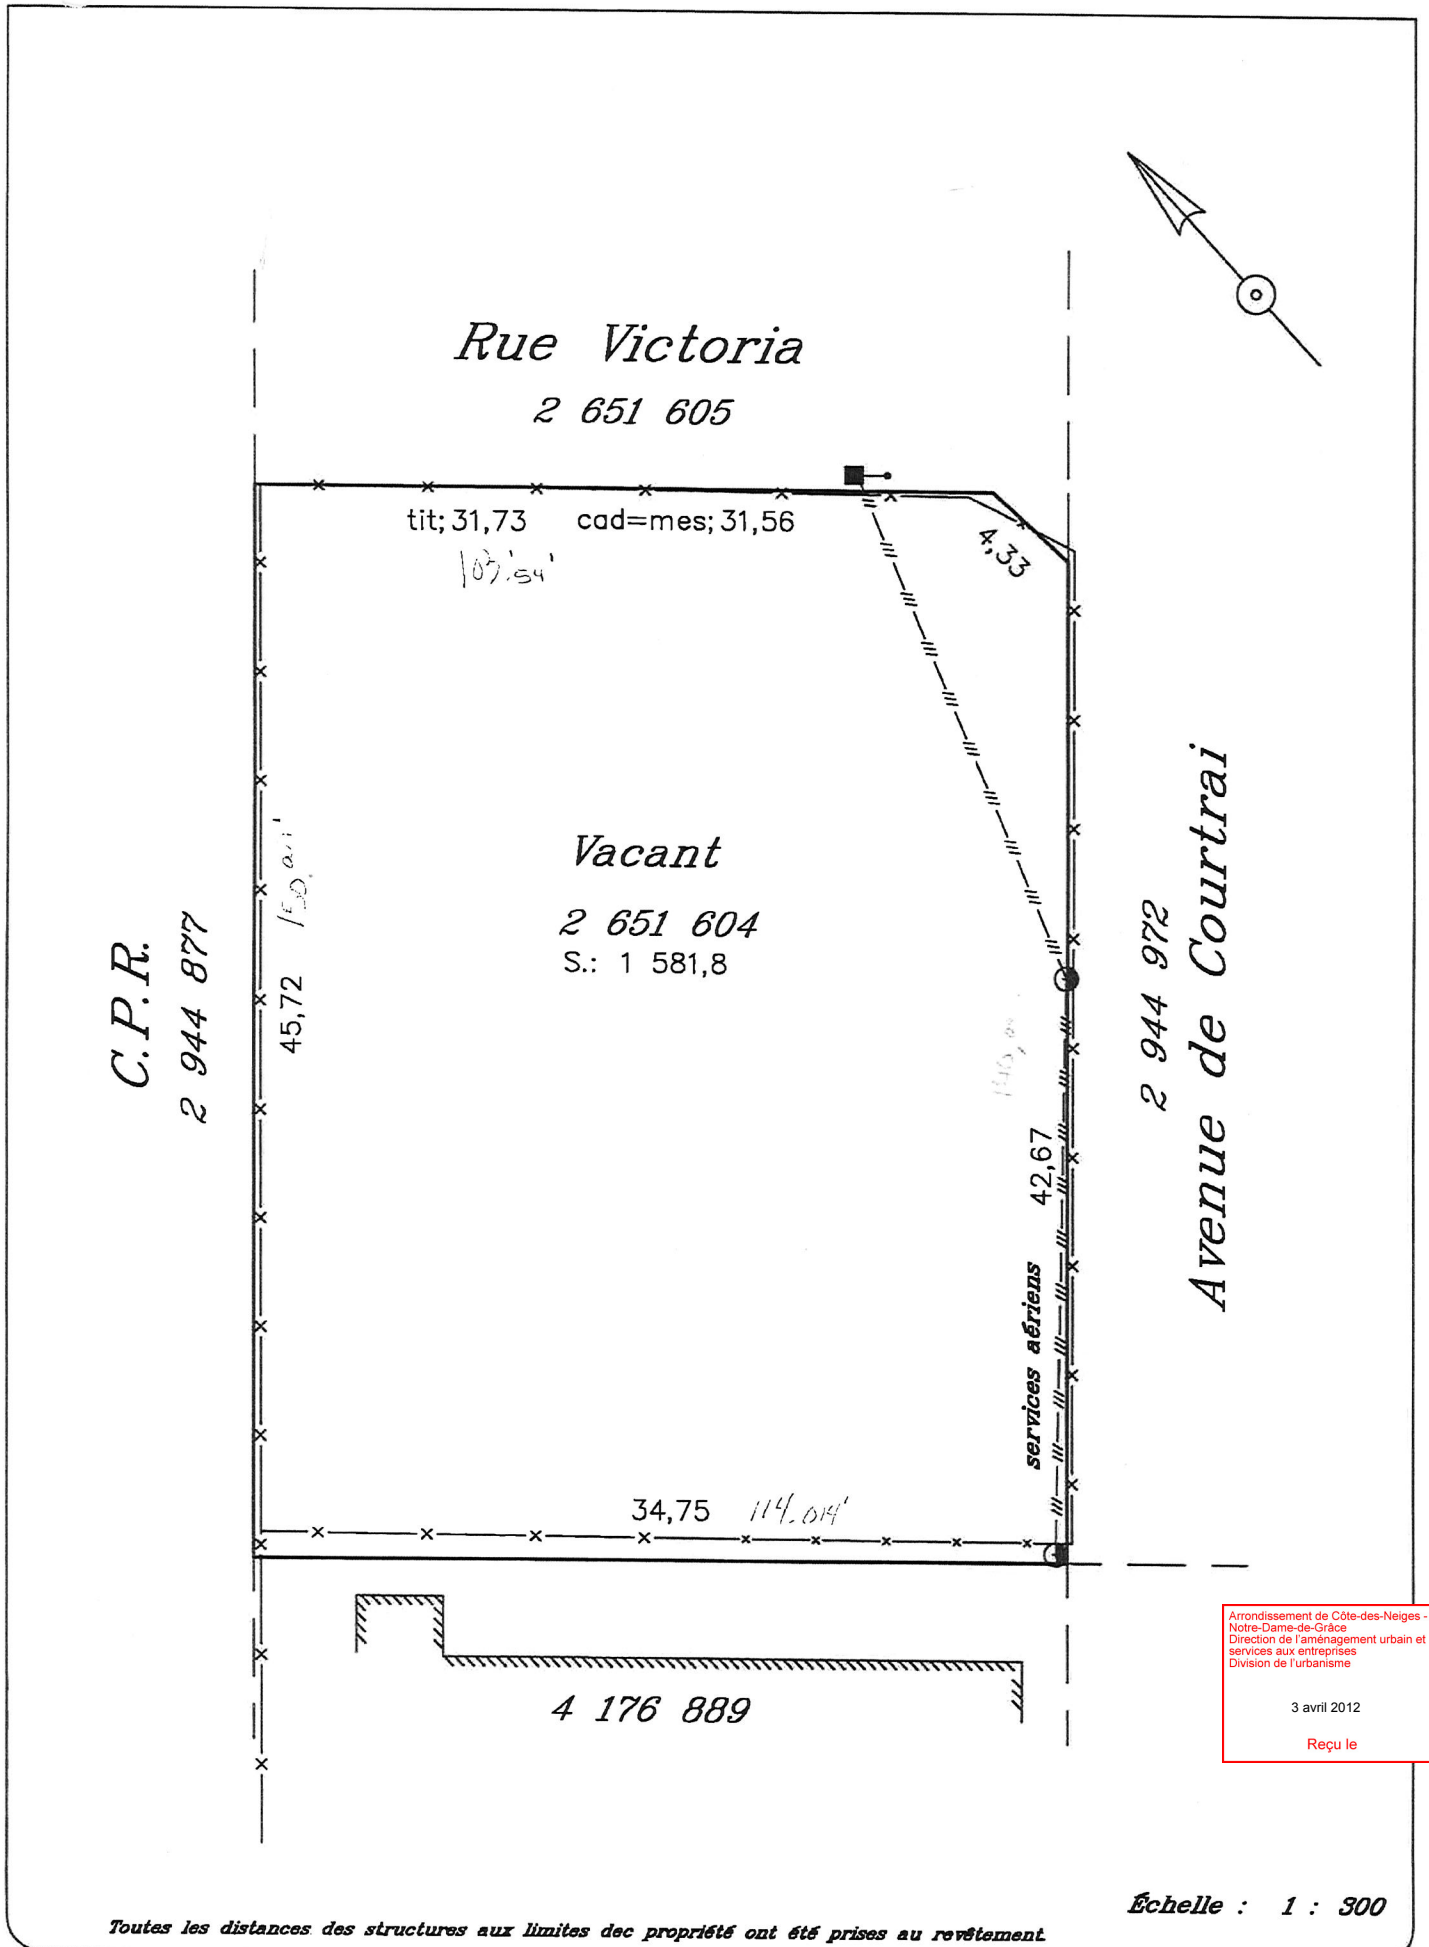 Rue Victoria
2 651 605
tit; 31,73 cad=mes; 31,56
4,33
Vacant
2 651 604
S.: 1 581,8
C.P.R.
2 944 877
45,72
2 944 972
Avenue de Courtrai
42,67
services aériens
34,75 114.014'
4 176 889
Arrondissement de Côte-des-Neiges -
Notre-Dame-de-Grâce
Direction de l'aménagement urbain et
services aux entreprises
Division de l'urbanisme
3 avril 2012
Reçu le
Échelle : 1 : 300
Toutes les distances des structures aux limites dec propriété ont été prises au revêtement.